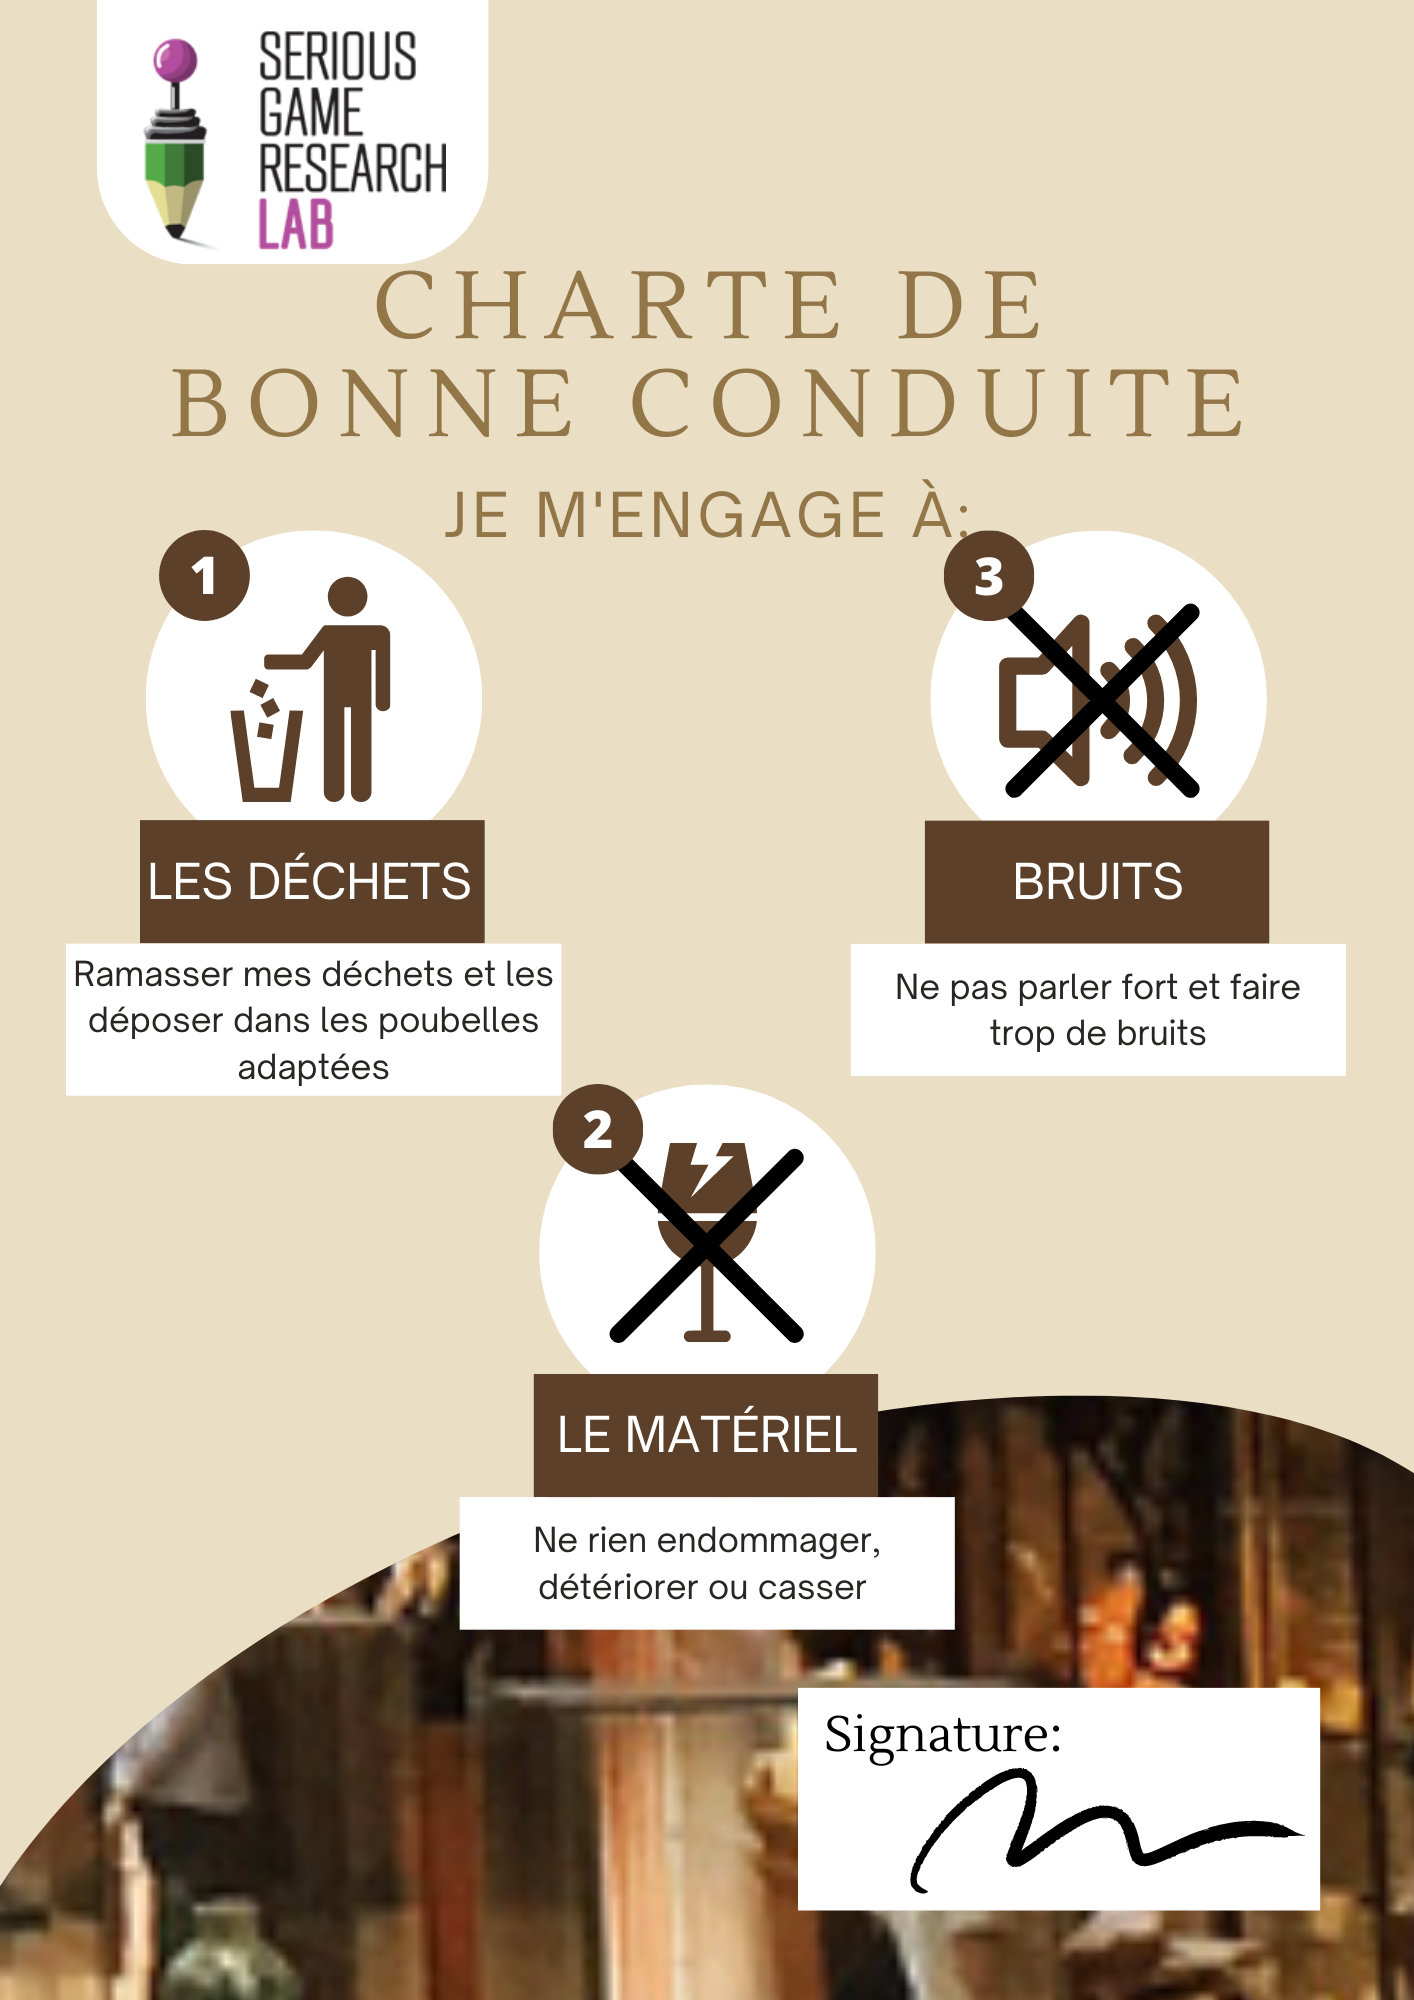 SERIOUS
GAME
RESEARCH
LAB
CHARTE DE
BONNE CONDUITE
JE M'ENGAGE À:
1
LES DÉCHETS
Ramasser mes déchets et les
déposer dans les poubelles
adaptées
2
LE MATÉRIEL
Ne rien endommager,
détériorer ou casser
3
BRUITS
Ne pas parler fort et faire
trop de bruits
Signature: